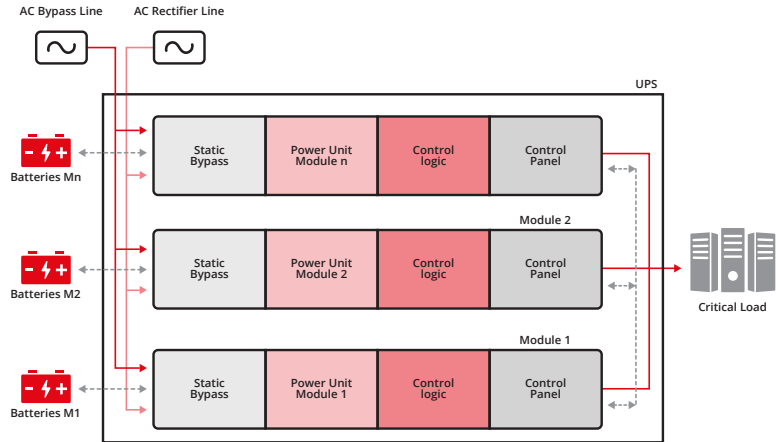 AC Bypass Line
AC Rectifier Line
UPS
Batteries Mn
Static
Bypass
Power Unit
Module n
Control
logic
Control
Panel
Module 2
Batteries M2
Static
Bypass
Power Unit
Module 2
Control
logic
Control
Panel
Critical Load
Module 1
Batteries M1
Static
Bypass
Power Unit
Module 1
Control
logic
Control
Panel